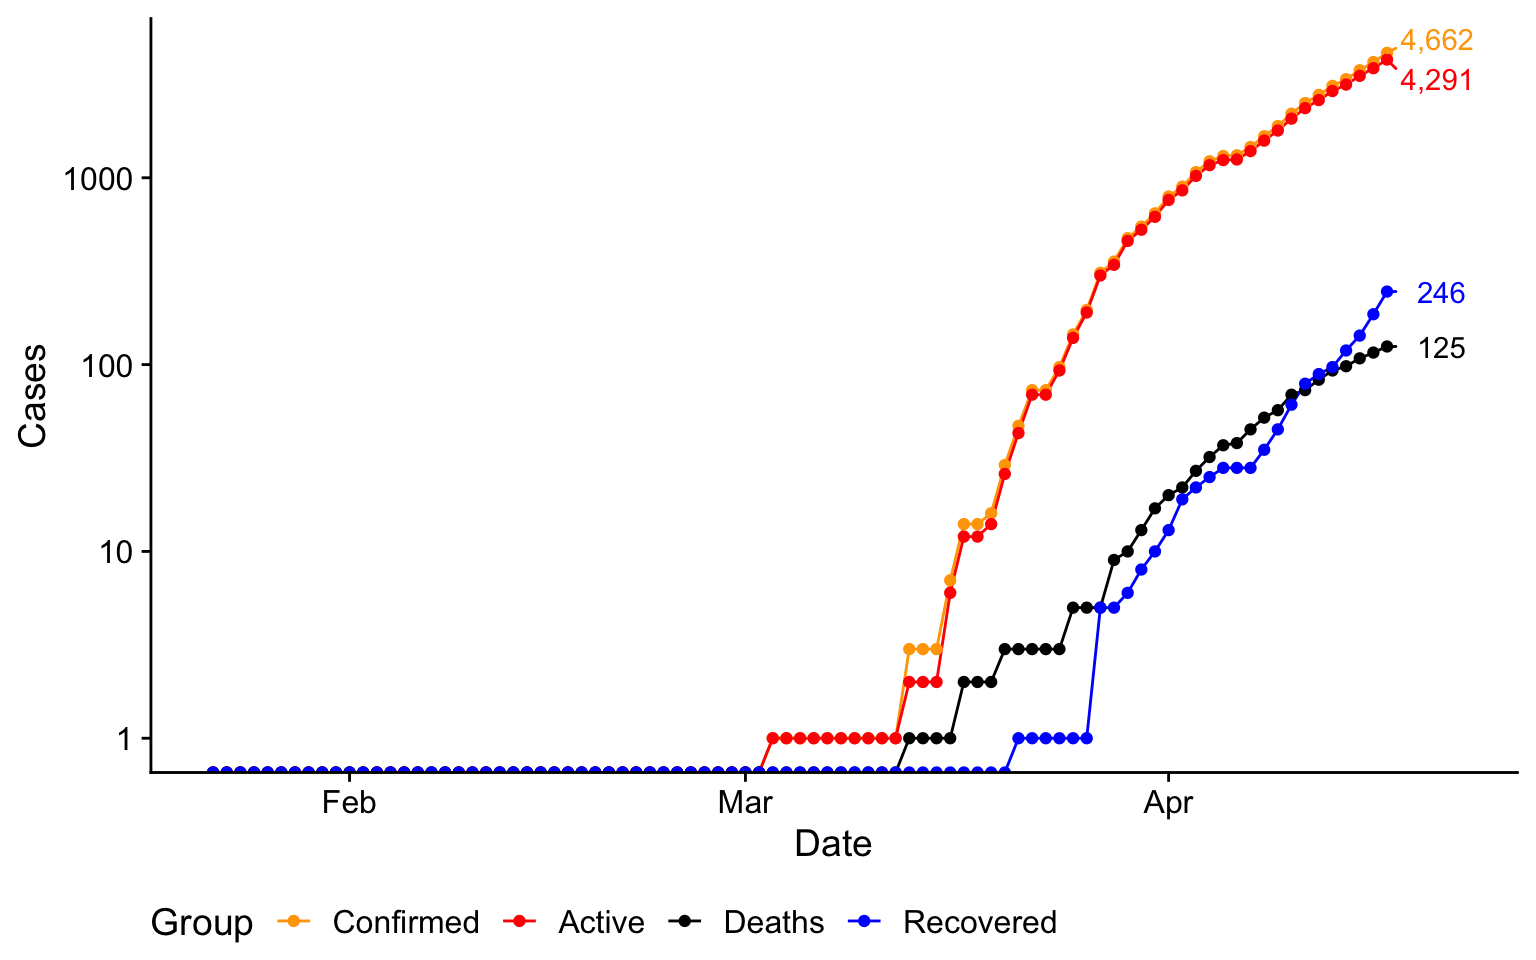 4,662
4,291
1000
246
125
100
Cases
10
1
Feb Mar Apr
Date
Group Confirmed Active Deaths Recovered